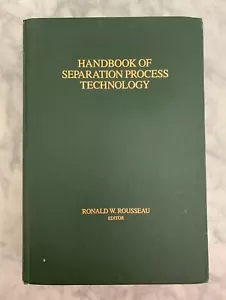 HANDBOOK OF
SEPARATION PROCESS
TECHNOLOGY
RONALD W. ROUSSEAU
EDITOR